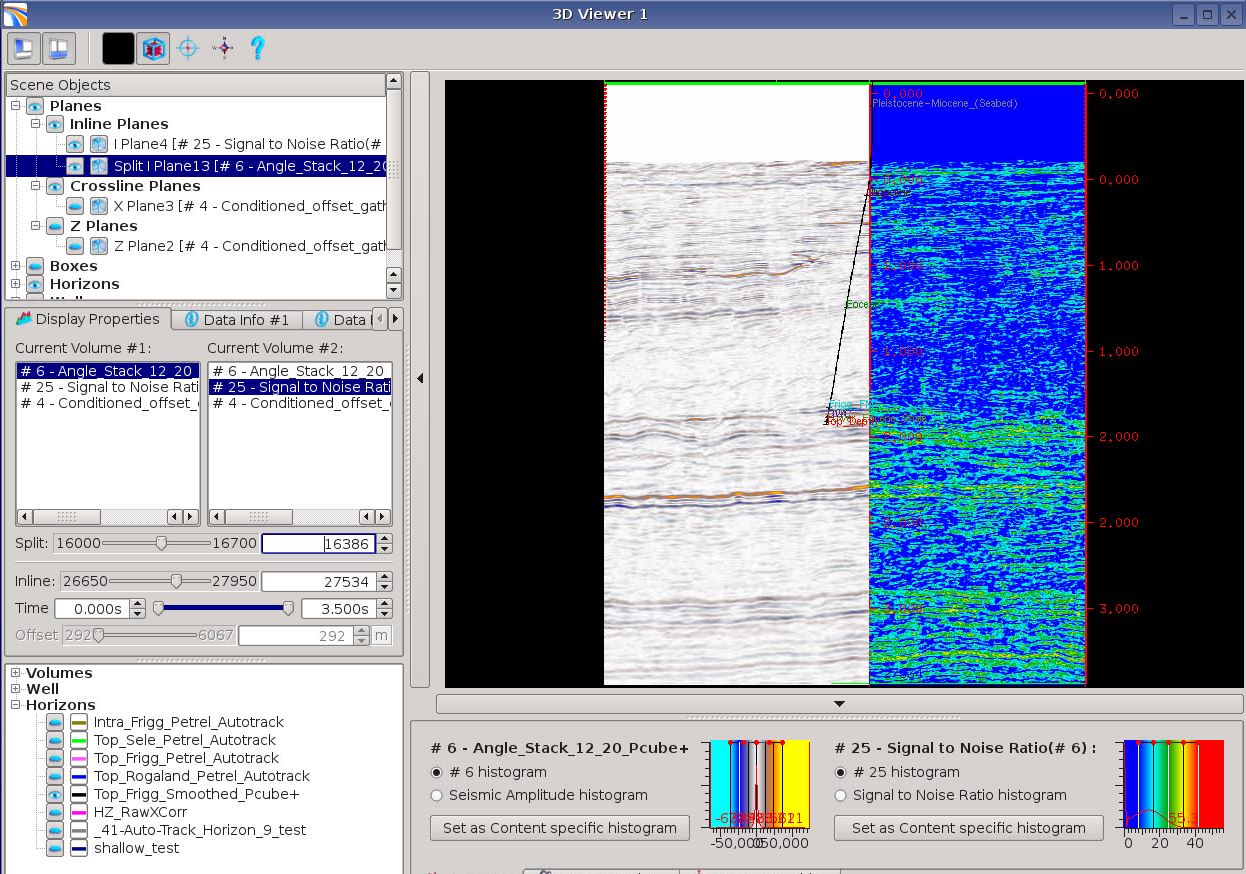 3D Viewer 1
Scene Objects
Planes
Inline Planes
I Plane4 [# 25 - Signal to Noise Ratio(#
Split I Plane13 [# 6 - Angle_Stack_12_20
Crossline Planes
X Plane3 [# 4 - Conditioned_offset_gath
Z Planes
Z Plane2 [# 4 - Conditioned_offset_gath
Boxes
Horizons
Display Properties
Data Info #1
Data I
Current Volume #1:
Current Volume #2:
# 6 - Angle_Stack_12_20
# 25 - Signal to Noise Rati
# 4 - Conditioned_offset_
# 6 - Angle_Stack_12_20
# 25 - Signal to Noise Rati
# 4 - Conditioned_offset_
Split: 16000 16700 16386
Inline: 26650 27950 27534
Time 0.000s 3.500s
Offset 292 6067 292 m
Volumes
Well
Horizons
Intra_Frigg_Petrel_Autotrack
Top_Sele_Petrel_Autotrack
Top_Frigg_Petrel_Autotrack
Top_Rogaland_Petrel_Autotrack
Top_Frigg_Smoothed_Pcube+
HZ_RawXCorr
_41-Auto-Track_Horizon_9_test
shallow_test
0.000 0.000
Pleistocene-Miocene_(Seabed)
0.000
1.000
Eoce
1.000
2.000
2.000
3.000
# 6 - Angle_Stack_12_20_Pcube+
# 6 histogram
Seismic Amplitude histogram
Set as Content specific histogram
# 25 - Signal to Noise Ratio(# 6) :
# 25 histogram
Signal to Noise Ratio histogram
Set as Content specific histogram
0 20 40